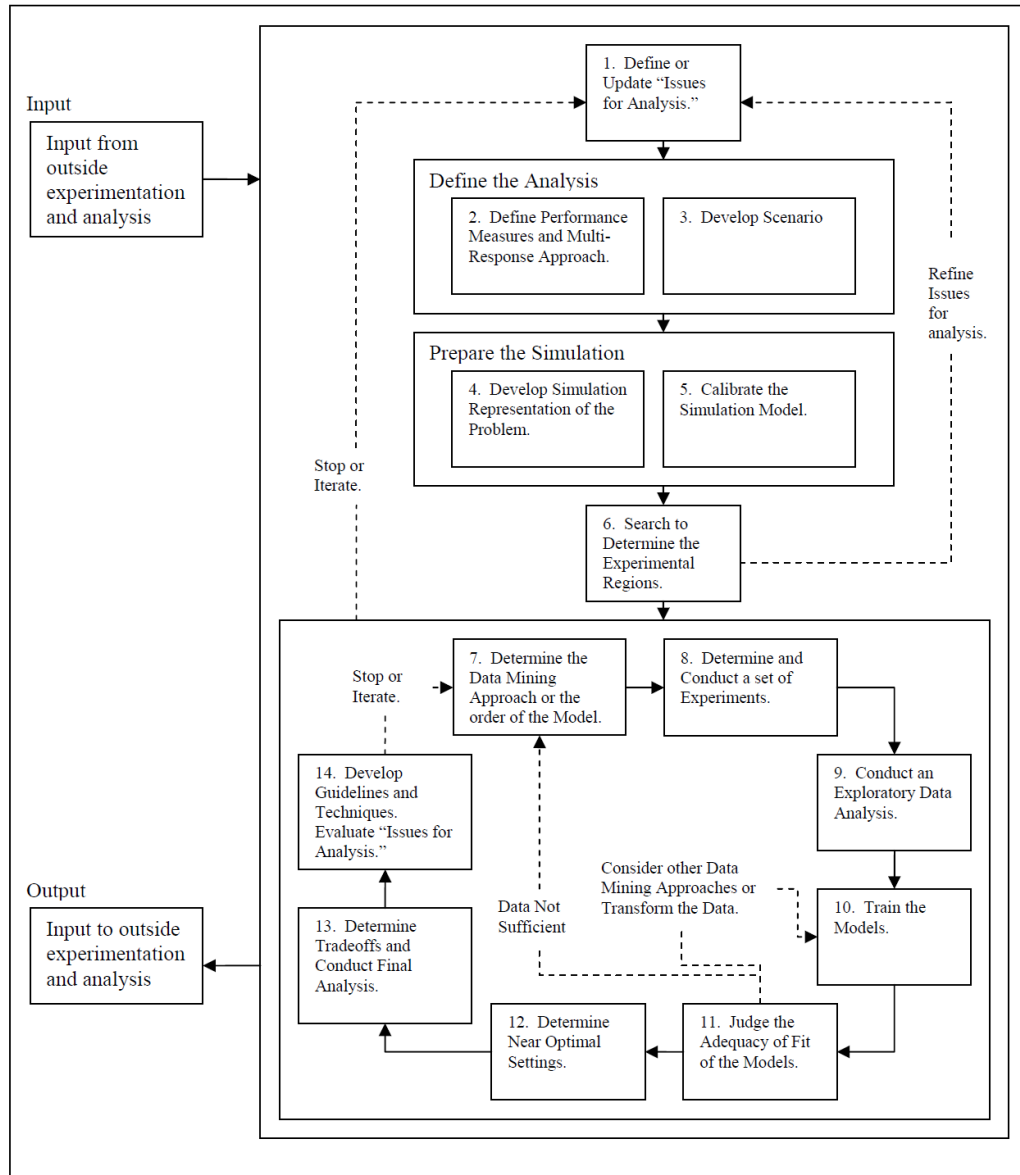 1. Define or
Update “Issues
for Analysis.”
Input
Input from
outside
experimentation
and analysis
Define the Analysis
2. Define Performance
Measures and Multi-
Response Approach.
3. Develop Scenario
Refine
Issues
for
analysis.
Prepare the Simulation
4. Develop Simulation
Representation of the
Problem.
5. Calibrate the
Simulation Model.
Stop or
Iterate.
6. Search to
Determine the
Experimental
Regions.
Stop or
Iterate.
7. Determine the
Data Mining
Approach or the
order of the Model.
8. Determine and
Conduct a set of
Experiments.
9. Conduct an
Exploratory Data
Analysis.
14. Develop
Guidelines and
Techniques.
Evaluate “Issues for
Analysis.”
Consider other Data
Mining Approaches or
Transform the Data.
Data Not
Sufficient
10. Train the
Models.
Output
Input to outside
experimentation
and analysis
13. Determine
Tradeoffs and
Conduct Final
Analysis.
12. Determine
Near Optimal
Settings.
11. Judge the
Adequacy of Fit
of the Models.